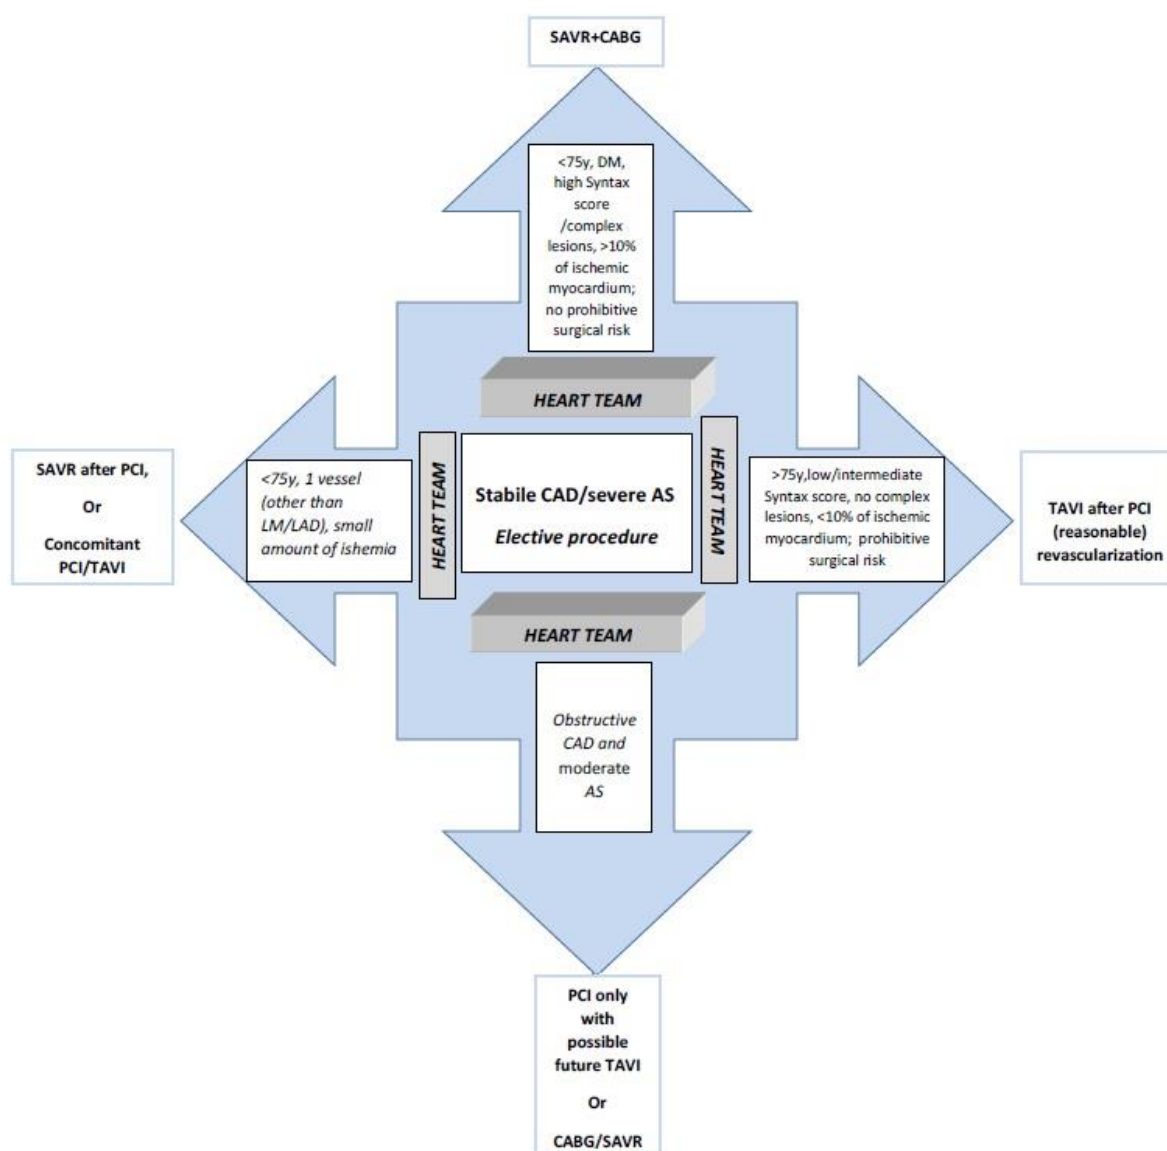 SAVR+CABG
<75y, DM,
high Syntax
score
/complex
lesions, >10%
of ischemic
myocardium;
no prohibitive
surgical risk
HEART TEAM
SAVR after PCI,
Or
Concomitant
PCI/TAVI
<75y, 1 vessel
(other than
LM/LAD), small
amount of ishemia
HEART TEAM
Stabile CAD/severe AS
Elective procedure
HEART TEAM
>75y,low/intermediate
Syntax score, no complex
lesions, <10% of ischemic
myocardium; prohibitive
surgical risk
TAVI after PCI
(reasonable)
revascularization
HEART TEAM
Obstructive
CAD and
moderate
AS
PCI only
with
possible
future TAVI
Or
CABG/SAVR